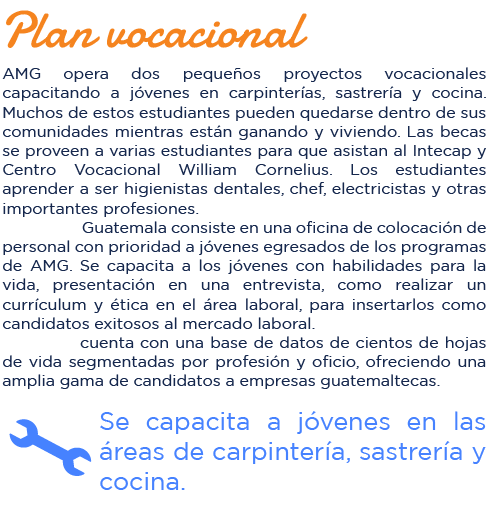 Plan vocacional
AMG opera dos pequeños proyectos vocacionales
capacitando a jóvenes en carpinterías, sastrería y cocina.
Muchos de estos estudiantes pueden quedarse dentro de sus
comunidades mientras están ganando y viviendo. Las becas
se proveen a varias estudiantes para que asistan al Intecap y
Centro Vocacional William Cornelius. Los estudiantes
aprender a ser higienistas dentales, chef, electricistas y otras
importantes profesiones.
Guatemala consiste en una oficina de colocación de
personal con prioridad a jóvenes egresados de los programas
de AMG. Se capacita a los jóvenes con habilidades para la
vida, presentación en una entrevista, como realizar un
currículum y ética en el área laboral, para insertarlos como
candidatos exitosos al mercado laboral.
cuenta con una base de datos de cientos de hojas
de vida segmentadas por profesión y oficio, ofreciendo una
amplia gama de candidatos a empresas guatemaltecas.
Se capacita a jóvenes en las
áreas de carpintería, sastrería y
cocina.